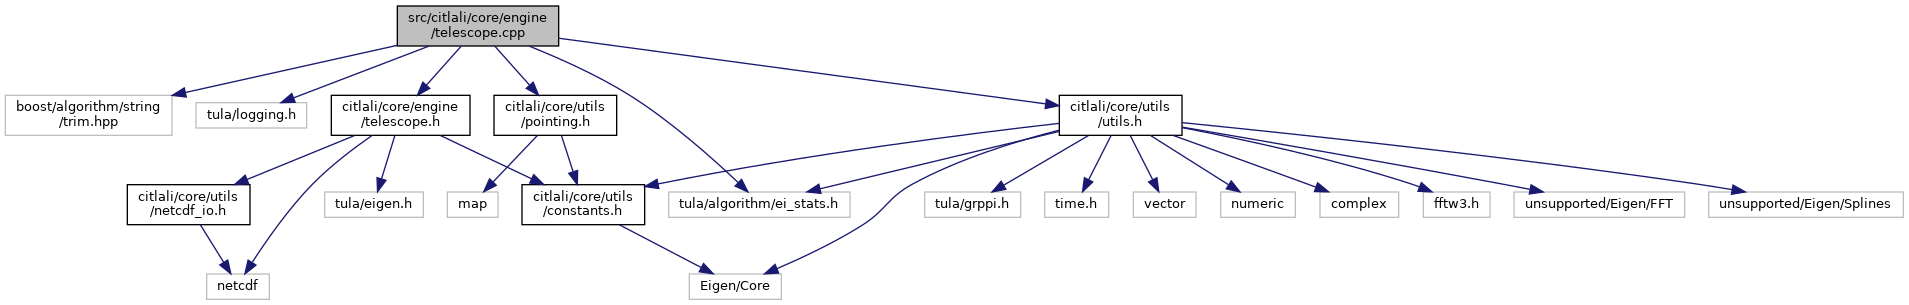 src/citlali/core/engine
/telescope.cpp
boost/algorithm/string
/trim.hpp
tula/logging.h
citlali/core/engine
/telescope.h
citlali/core/utils
/pointing.h
citlali/core/utils
/utils.h
citlali/core/utils
/netcdf_io.h
tula/eigen.h
map
citlali/core/utils
/constants.h
tula/algorithm/ei_stats.h
tula/grppi.h
time.h
vector
numeric
complex
fftw3.h
unsupported/Eigen/FFT
unsupported/Eigen/Splines
netcdf
Eigen/Core